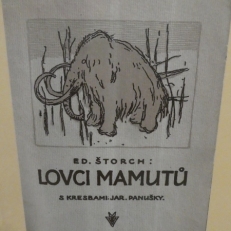 ED. ŠTORCH:
LOVCI MAMUTŮ
S KRESBAMI JAR. PANUŠKY.